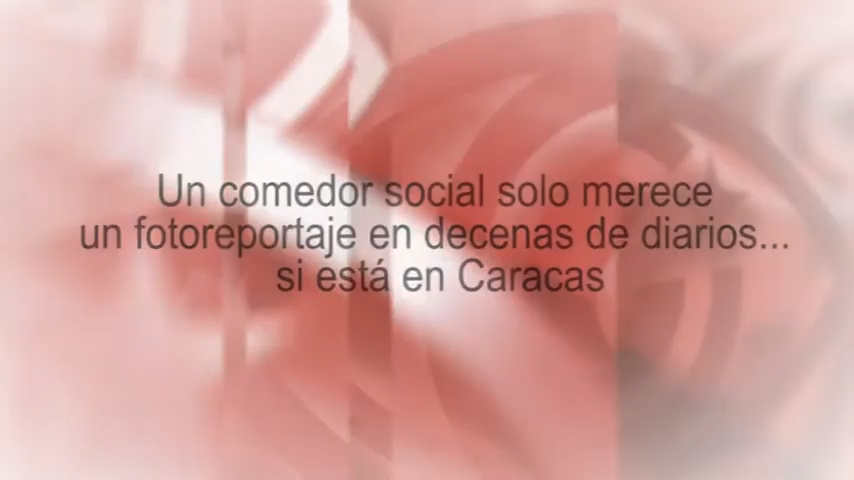 Un comedor social solo merece
un fotoreportaje en decenas de diarios...
si está en Caracas